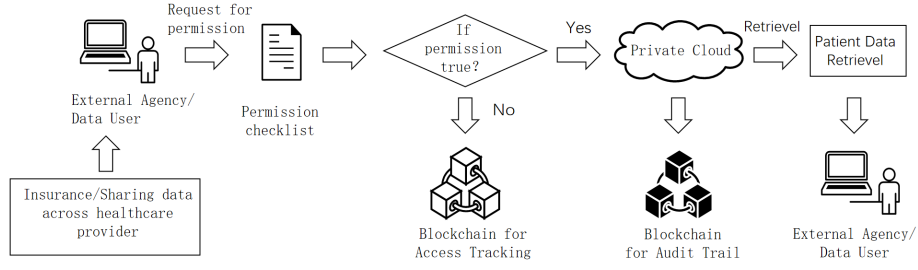 Request for
permission
External Agency/
Data User
Insurance/Sharing data
across healthcare
provider
Permission
checklist
If
permission
true?
Yes
No
Blockchain for
Access Tracking
Private Cloud
Blockchain
for Audit Trail
Retrievel
Patient Data
Retrievel
External Agency/
Data User